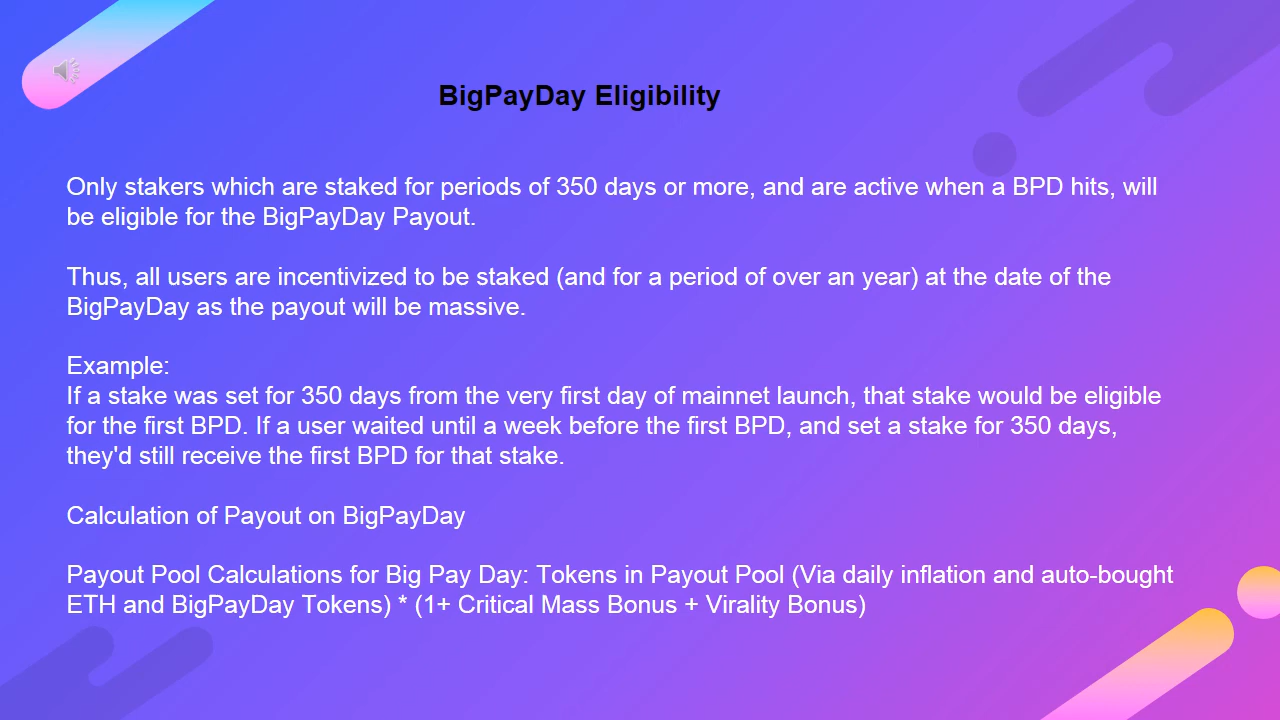 BigPayDay Eligibility
Only stakers which are staked for periods of 350 days or more, and are active when a BPD hits, will
be eligible for the BigPayDay Payout.
Thus, all users are incentivized to be staked (and for a period of over an year) at the date of the
BigPayDay as the payout will be massive.
Example:
If a stake was set for 350 days from the very first day of mainnet launch, that stake would be eligible
for the first BPD. If a user waited until a week before the first BPD, and set a stake for 350 days,
they'd still receive the first BPD for that stake.
Calculation of Payout on BigPayDay
Payout Pool Calculations for Big Pay Day: Tokens in Payout Pool (Via daily inflation and auto-bought
ETH and BigPayDay Tokens) * (1+ Critical Mass Bonus + Virality Bonus)